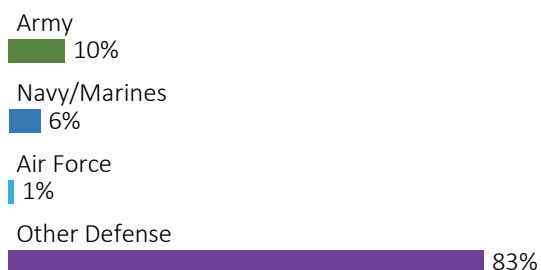 Army
10%
Navy/Marines
6%
Air Force
1%
Other Defense
83%